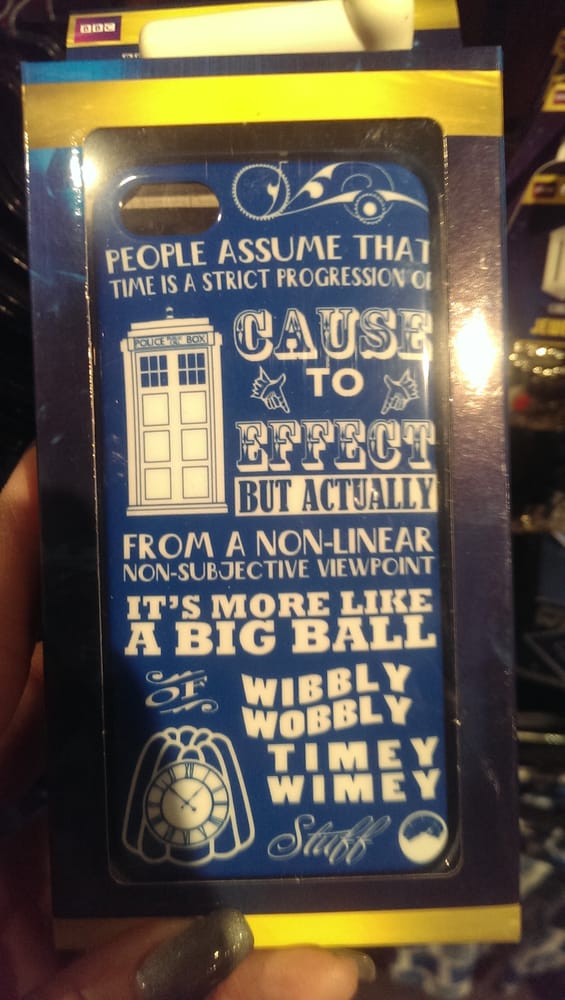 BBC
PEOPLE ASSUME THAT
TIME IS A STRICT PROGRESSION OF
POLICE BOX
CAUSE
TO
EFFECT
BUT ACTUALLY
FROM A NON-LINEAR
NON-SUBJECTIVE VIEWPOINT
IT'S MORE LIKE
A BIG BALL
OF
WIBBLY
WOBBLY
TIMEY
WIMEY
Stuff